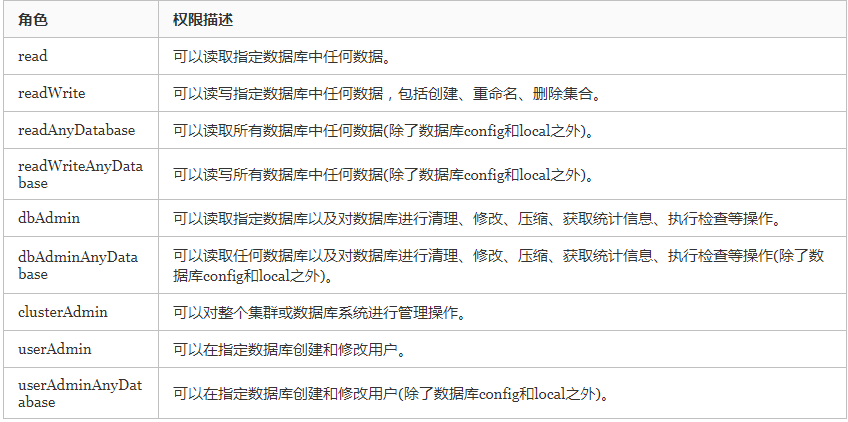 角色 权限描述
read 可以读取指定数据库中任何数据。
readWrite 可以读写指定数据库中任何数据，包括创建、重命名、删除集合。
readAnyDatabase 可以读取所有数据库中任何数据(除了数据库config和local之外)。
readWriteAnyData
base
可以读写所有数据库中任何数据(除了数据库config和local之外)。
dbAdmin 可以读取指定数据库以及对数据库进行清理、修改、压缩、获取统计信息、执行检查等操作。
dbAdminAnyData
base
可以读取任何数据库以及对数据库进行清理、修改、压缩、获取统计信息、执行检查等操作(除了数
据库config和local之外)。
clusterAdmin 可以对整个集群或数据库系统进行管理操作。
userAdmin 可以在指定数据库创建和修改用户。
userAdminAnyDat
abase
可以在指定数据库创建和修改用户(除了数据库config和local之外)。